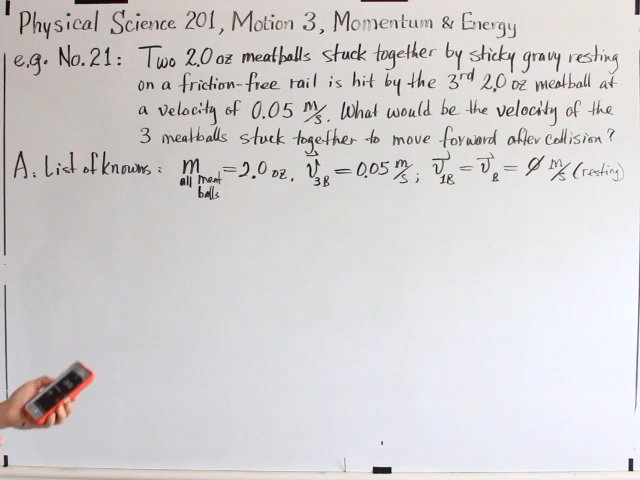 Physical Science 201, Motion 3, Momentum & Energy
e.g. No. 21: Two 2.0 oz meatballs stuck together by sticky gravy resting
on a friction-free rail is hit by the 3rd 2.0 oz meatball at
a velocity of 0.05 m/s. What would be the velocity of the
3 meatballs stuck together to move forward after collision?
A: List of knowns: m all meat balls = 2.0 oz, v⃗3B = 0.05 m/s; v⃗1B = v⃗B = 0 m/s (resting)